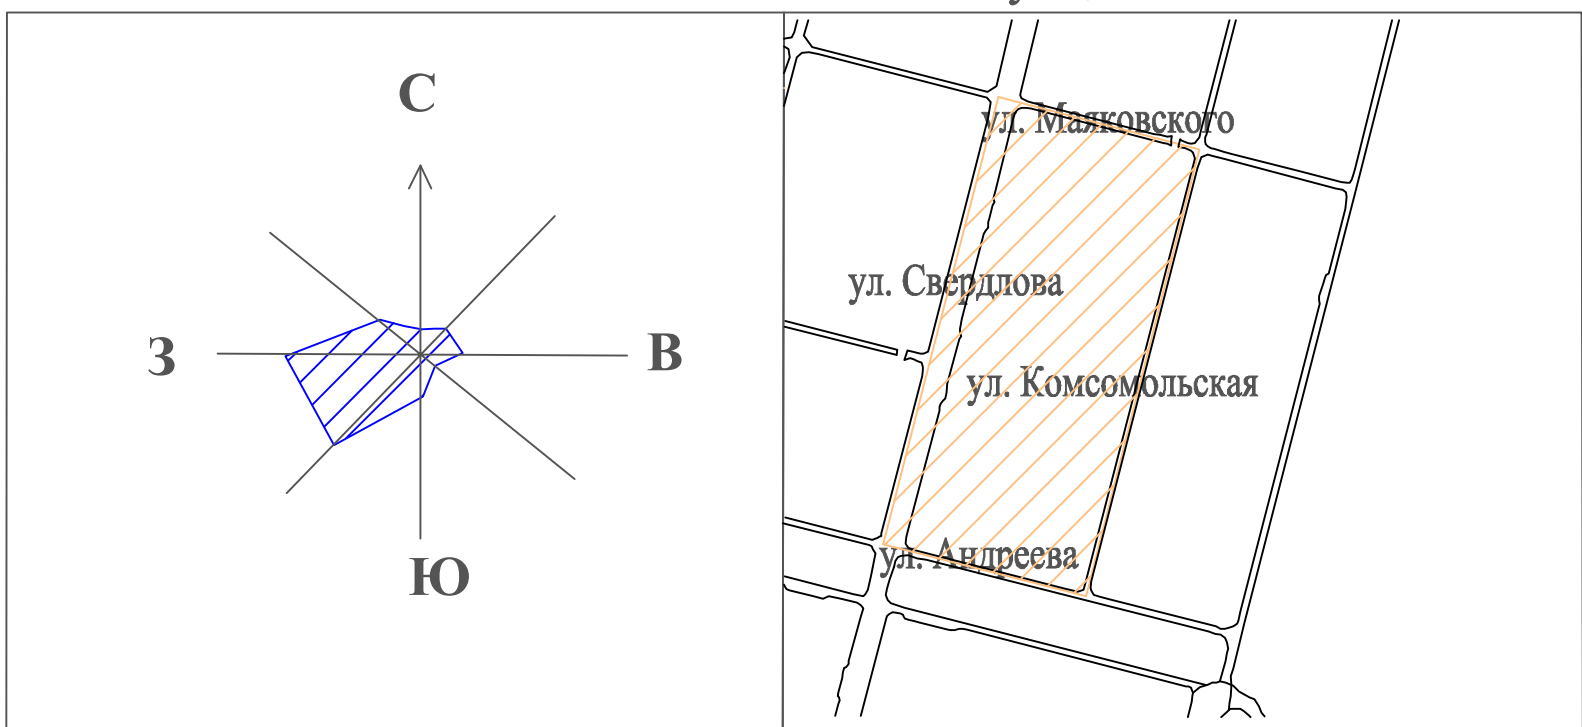 С
З
В
Ю
ул. Маяковского
ул. Свердлова
ул. Комсомольская
ул. Андреева